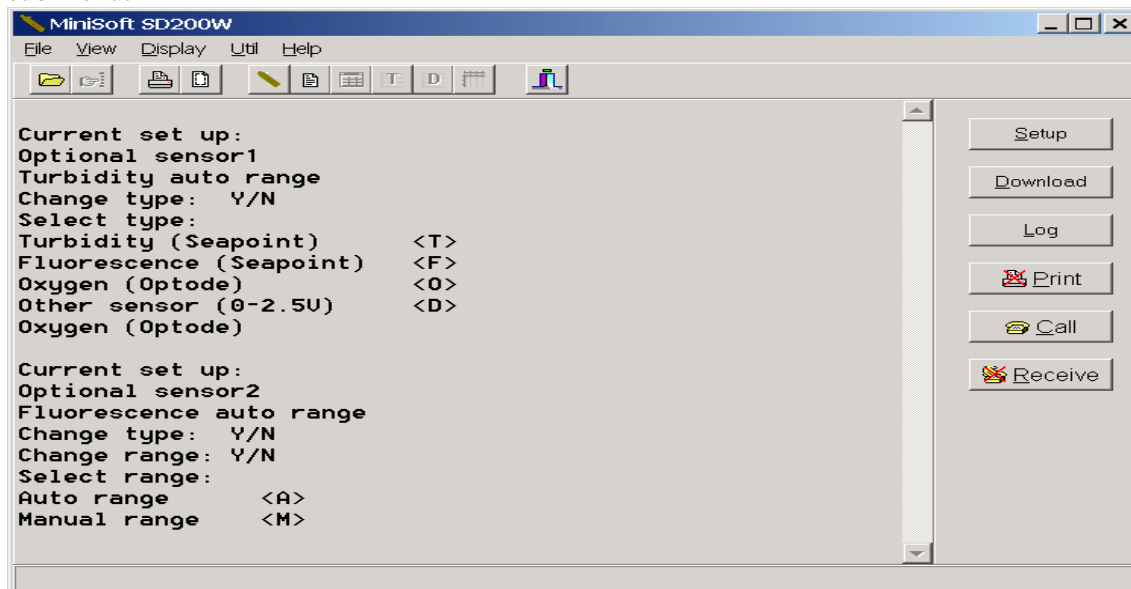 MiniSoft SD200W
File View Display Util Help
T D
Current set up:
Optional sensor1
Turbidity auto range
Change type: Y/N
Select type:
Turbidity (Seapoint) <T>
Fluorescence (Seapoint) <F>
Oxygen (Optode) <O>
Other sensor (0-2.5V) <D>
Oxygen (Optode)
Current set up:
Optional sensor2
Fluorescence auto range
Change type: Y/N
Change range: Y/N
Select range:
Auto range <A>
Manual range <M>
Setup
Download
Log
Print
Call
Receive